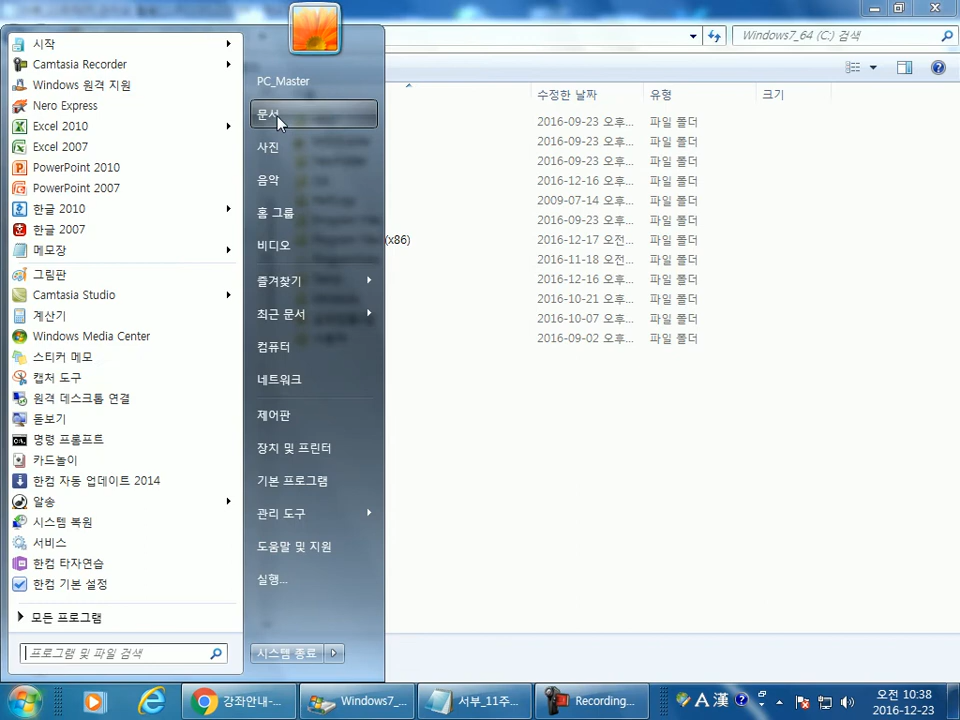 Windows7_64 (C:) 검색
수정한 날짜 유형 크기
2016-09-23 오후... 파일 폴더
2016-09-23 오후... 파일 폴더
2016-09-23 오후... 파일 폴더
2016-12-16 오후... 파일 폴더
2009-07-14 오후... 파일 폴더
2016-09-23 오후... 파일 폴더
(x86) 2016-12-17 오전... 파일 폴더
2016-11-18 오전... 파일 폴더
2016-12-16 오후... 파일 폴더
2016-10-21 오후... 파일 폴더
2016-10-07 오후... 파일 폴더
2016-09-02 오후... 파일 폴더
시작
Camtasia Recorder
Windows 원격 지원
Nero Express
Excel 2010
Excel 2007
PowerPoint 2010
PowerPoint 2007
한글 2010
한글 2007
메모장
그림판
Camtasia Studio
계산기
Windows Media Center
스티커 메모
캡처 도구
원격 데스크톱 연결
돋보기
명령 프롬프트
카드놀이
한컴 자동 업데이트 2014
알송
시스템 복원
서비스
한컴 타자연습
한컴 기본 설정
모든 프로그램
프로그램 및 파일 검색
PC_Master
문서
사진
음악
홈 그룹
비디오
즐겨찾기
최근 문서
컴퓨터
네트워크
제어판
장치 및 프린터
기본 프로그램
관리 도구
도움말 및 지원
실행...
시스템 종료
강좌안내-...
Windows7_...
서부_11주...
Recording...
A 漢
오전 10:38
2016-12-23